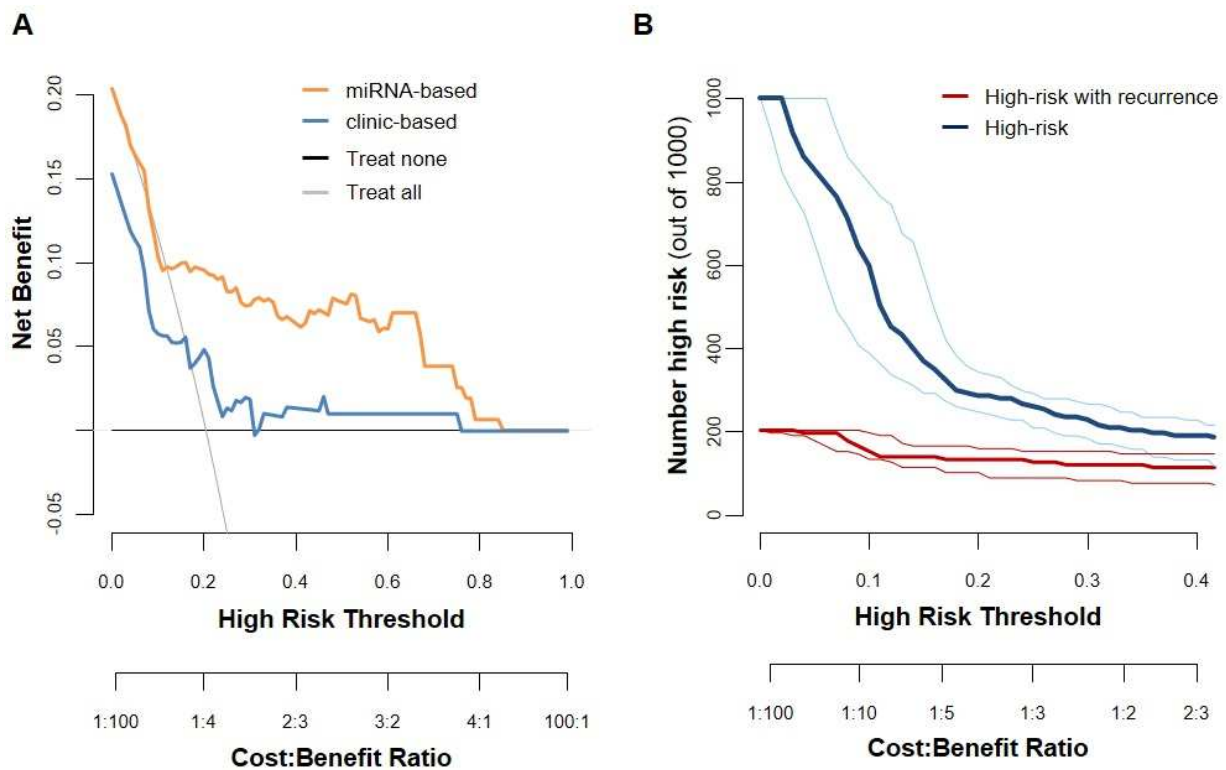 A
Net Benefit
0.20
0.15
0.10
0.05
-0.05
miRNA-based
clinic-based
Treat none
Treat all
0.0 0.2 0.4 0.6 0.8 1.0
High Risk Threshold
1:100 1:4 2:3 3:2 4:1 100:1
Cost:Benefit Ratio
B
Number high risk (out of 1000)
1000
800
600
400
200
0
High-risk with recurrence
High-risk
0.0 0.1 0.2 0.3 0.4
High Risk Threshold
1:100 1:10 1:5 1:3 1:2 2:3
Cost:Benefit Ratio